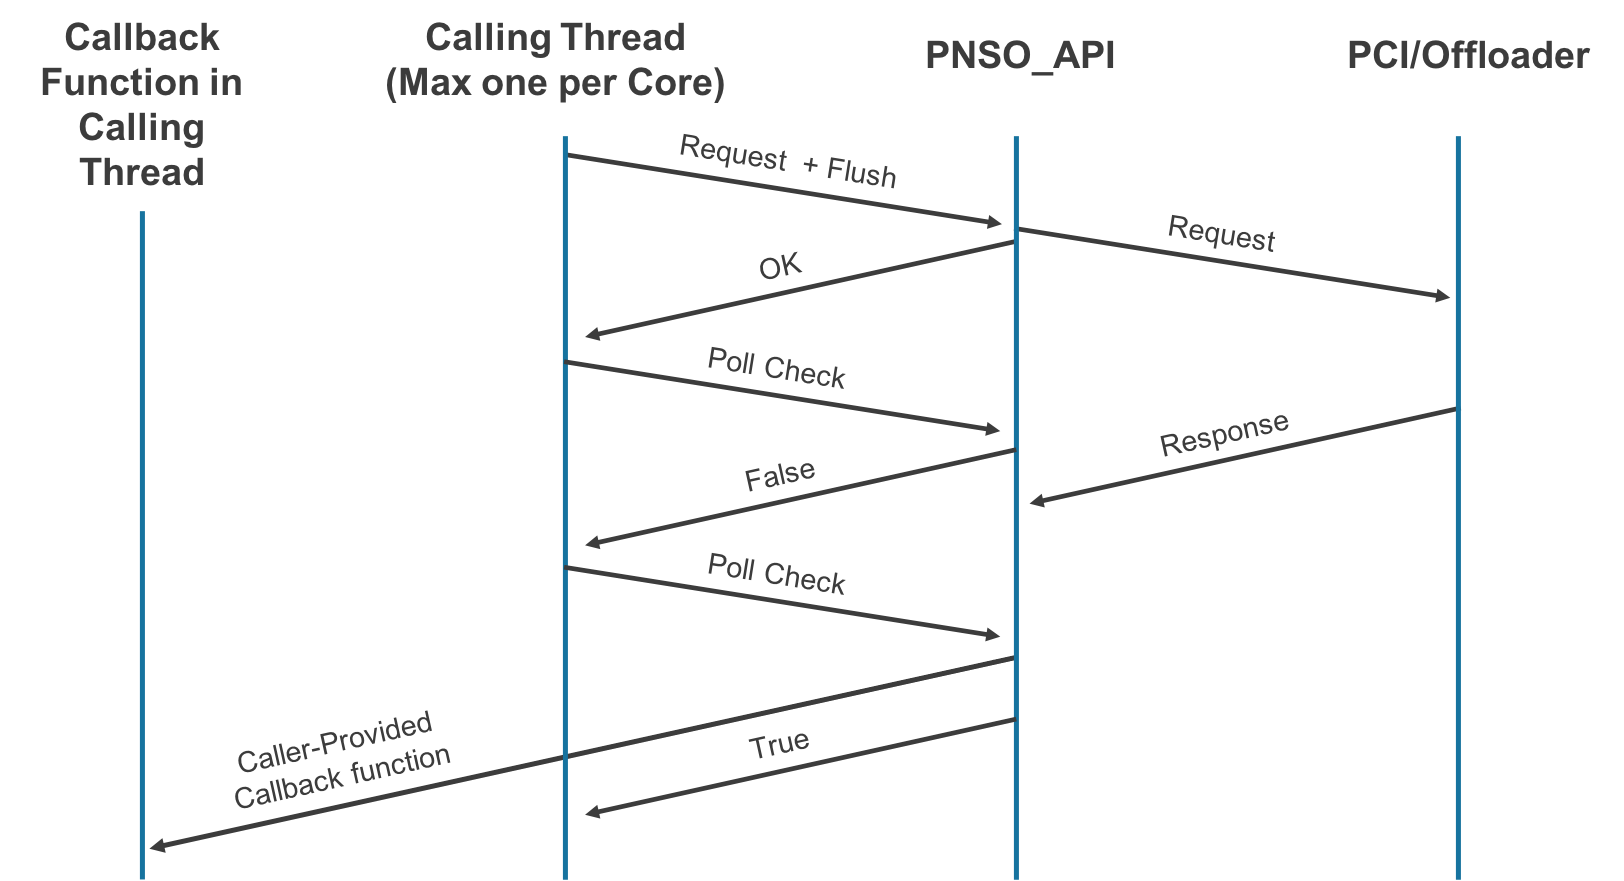 Callback
Function in
Calling
Thread
Calling Thread
(Max one per Core)
PNSO_API
PCI/Offloader
Request + Flush
Request
OK
Poll Check
Response
False
Poll Check
Caller-Provided
Callback function
True